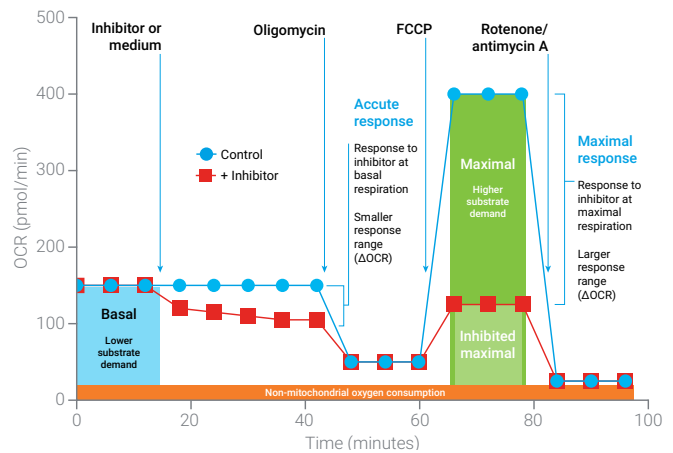 500
400
300
200
100
0
OCR (pmol/min)
Inhibitor or
medium
Oligomycin
FCCP
Rotenone/
antimycin A
Control
+ Inhibitor
Accute
response
Response to
inhibitor at
basal
respiration
Smaller
response
range
(ΔOCR)
Maximal
Higher
substrate
demand
Maximal
response
Response to
inhibitor at
maximal
respiration
Larger
response
range
(ΔOCR)
Basal
Lower
substrate
demand
Inhibited
maximal
Non-mitochondrial oxygen consumption
0
20
40
60
80
100
Time (minutes)